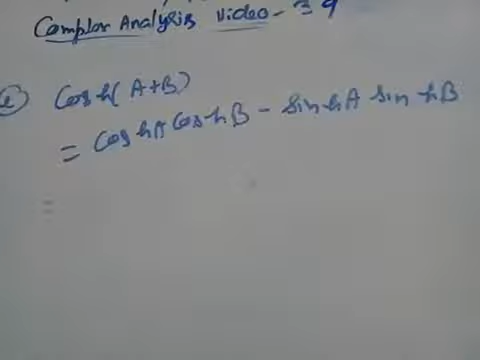 Complex Analysis Video - 39
e) Cosh(A+B)
= CoshA CoshB - sinhA sinhB